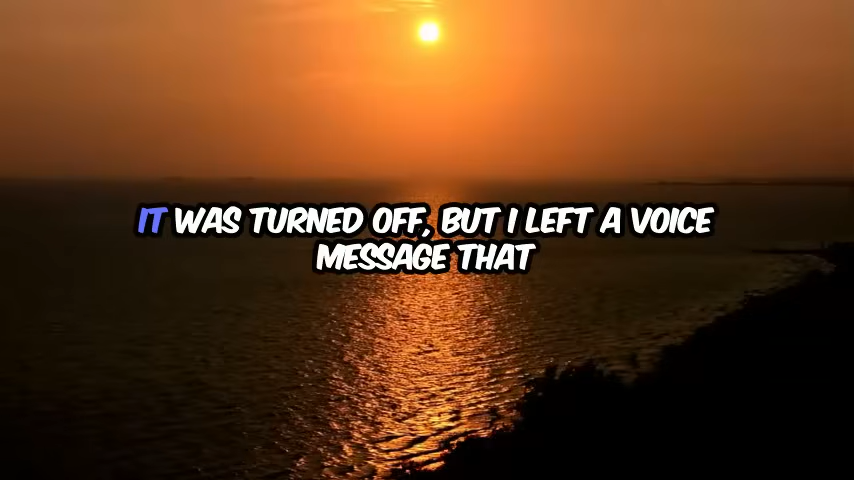 IT WAS TURNED OFF, BUT I LEFT A VOICE
MESSAGE THAT